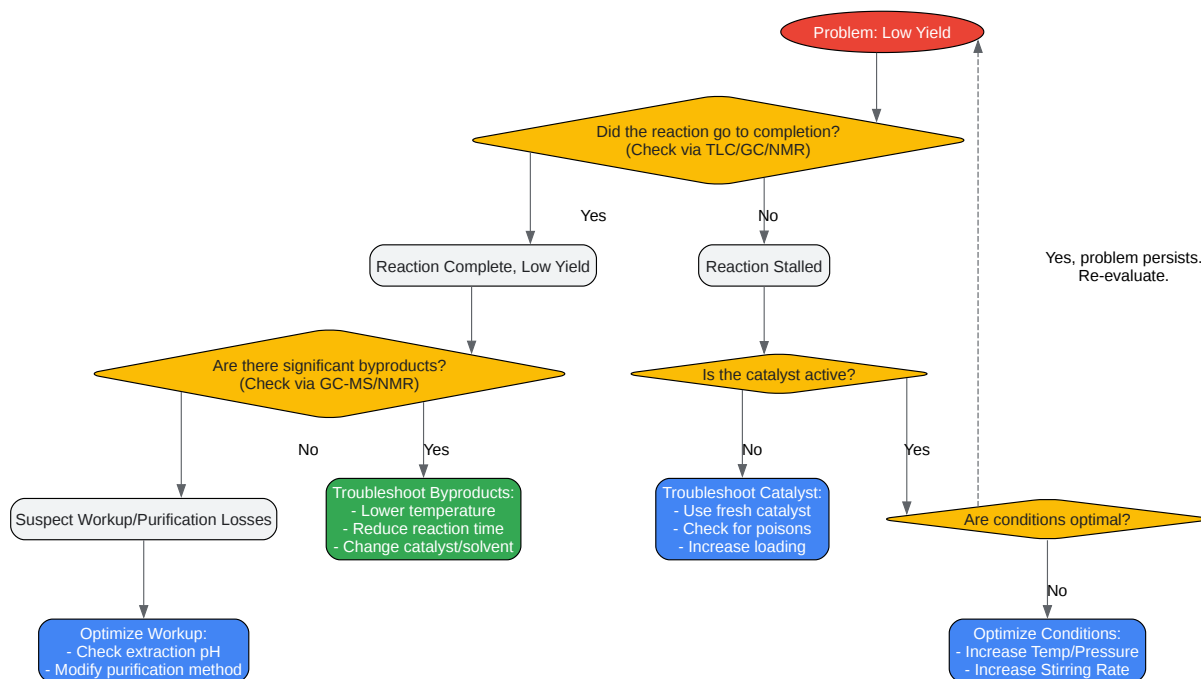 Problem: Low Yield
Did the reaction go to completion?
(Check via TLC/GC/NMR)
Yes
No
Reaction Complete, Low Yield
Reaction Stalled
Yes, problem persists.
Re-evaluate.
Are there significant byproducts?
(Check via GC-MS/NMR)
Is the catalyst active?
No
Yes
No
Yes
Suspect Workup/Purification Losses
Troubleshoot Byproducts:
- Lower temperature
- Reduce reaction time
- Change catalyst/solvent
Troubleshoot Catalyst:
- Use fresh catalyst
- Check for poisons
- Increase loading
Are conditions optimal?
No
Optimize Workup:
- Check extraction pH
- Modify purification method
Optimize Conditions:
- Increase Temp/Pressure
- Increase Stirring Rate